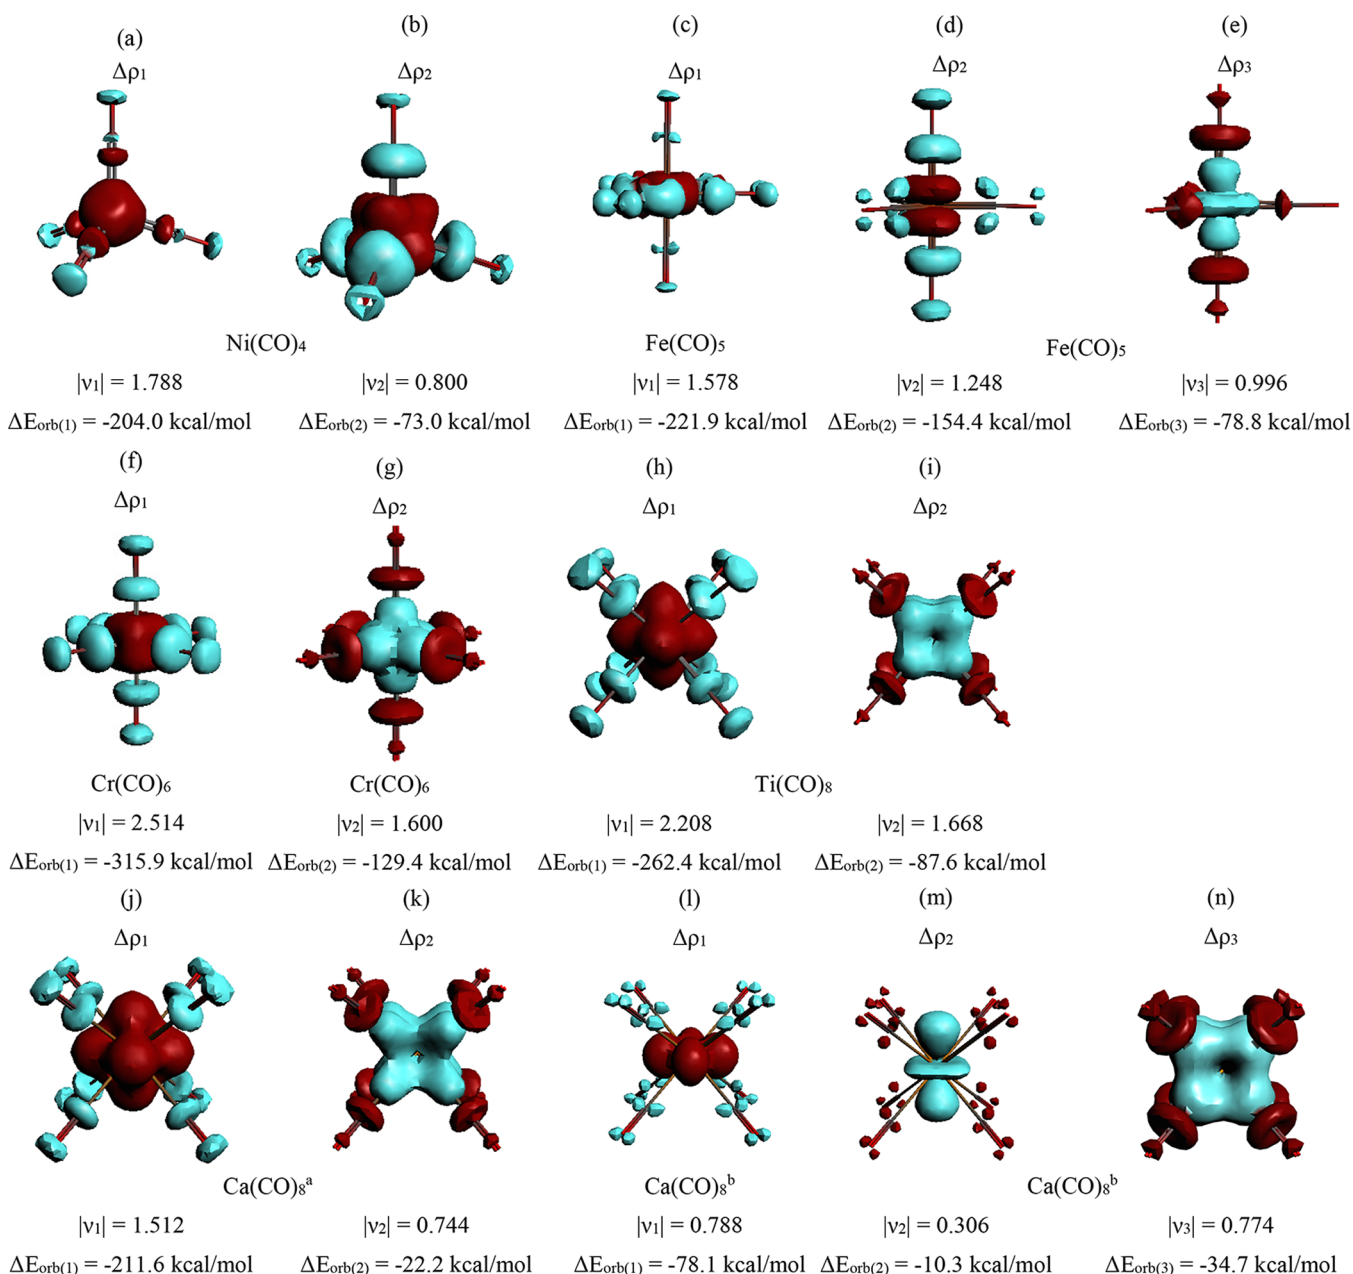 (a) (b) (c) (d) (e)
Δρ₁ Δρ₂ Δρ₁ Δρ₂ Δρ₃
Ni(CO)₄ Fe(CO)₅ Fe(CO)₅
|ν₁| = 1.788 |ν₂| = 0.800 |ν₁| = 1.578 |ν₂| = 1.248 |ν₃| = 0.996
ΔEorb(1) = -204.0 kcal/mol ΔEorb(2) = -73.0 kcal/mol ΔEorb(1) = -221.9 kcal/mol ΔEorb(2) = -154.4 kcal/mol ΔEorb(3) = -78.8 kcal/mol
(f) (g) (h) (i)
Δρ₁ Δρ₂ Δρ₁ Δρ₂
Cr(CO)₆ Cr(CO)₆ Ti(CO)₈
|ν₁| = 2.514 |ν₂| = 1.600 |ν₁| = 2.208 |ν₂| = 1.668
ΔEorb(1) = -315.9 kcal/mol ΔEorb(2) = -129.4 kcal/mol ΔEorb(1) = -262.4 kcal/mol ΔEorb(2) = -87.6 kcal/mol
(j) (k) (l) (m) (n)
Δρ₁ Δρ₂ Δρ₁ Δρ₂ Δρ₃
Ca(CO)₈ᵃ Ca(CO)₈ᵇ Ca(CO)₈ᵇ
|ν₁| = 1.512 |ν₂| = 0.744 |ν₁| = 0.788 |ν₂| = 0.306 |ν₃| = 0.774
ΔEorb(1) = -211.6 kcal/mol ΔEorb(2) = -22.2 kcal/mol ΔEorb(1) = -78.1 kcal/mol ΔEorb(2) = -10.3 kcal/mol ΔEorb(3) = -34.7 kcal/mol